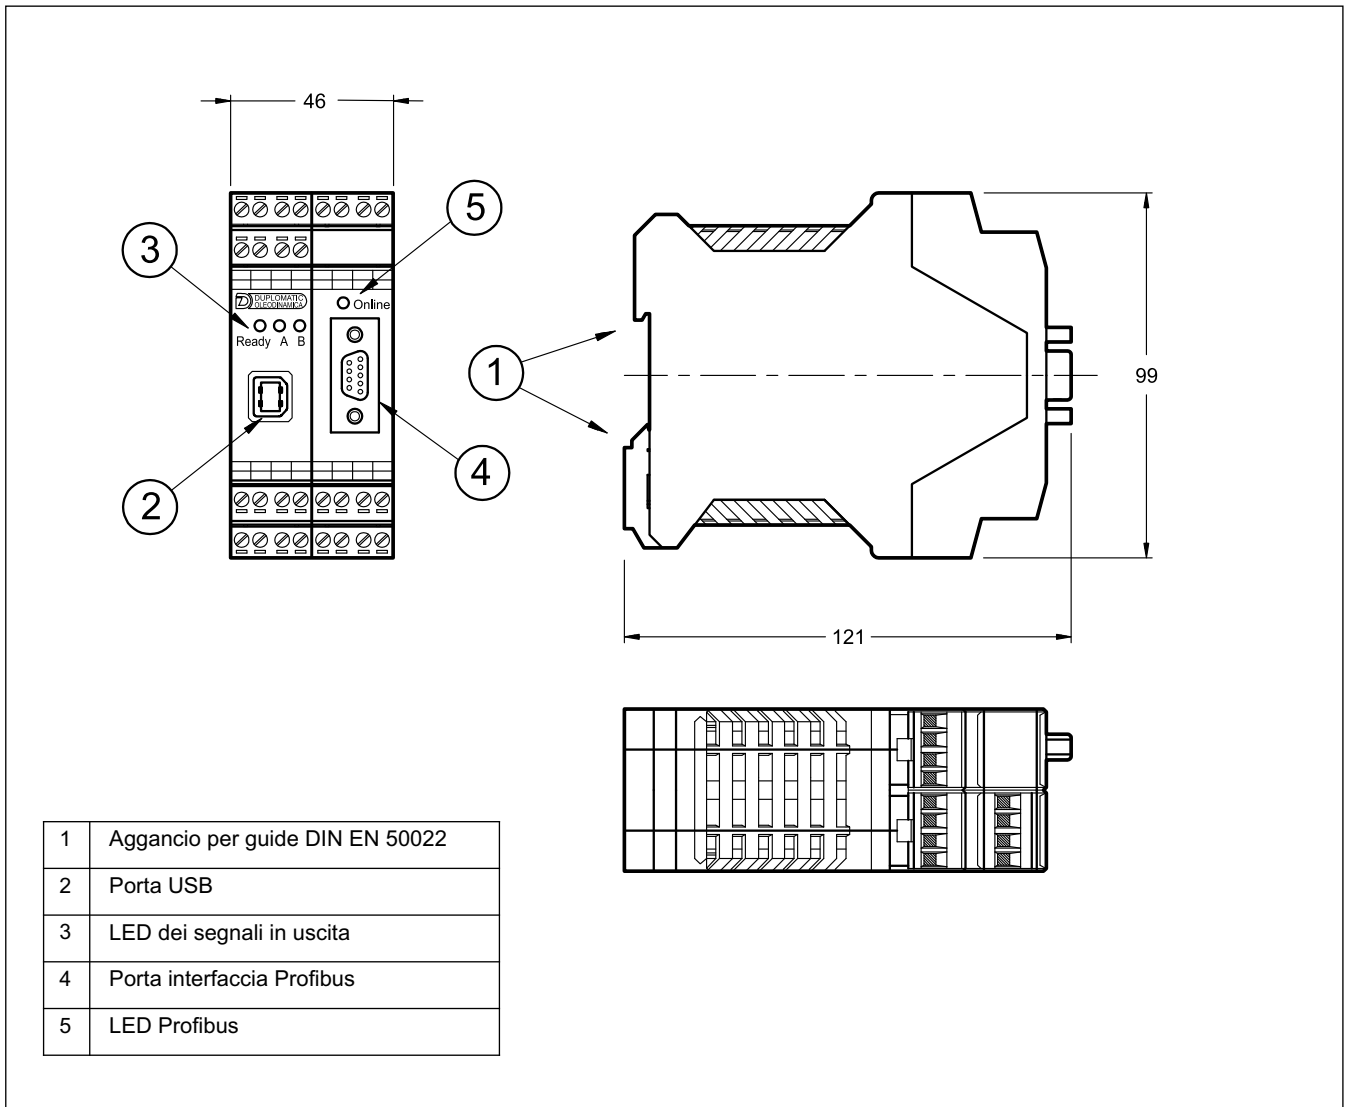 46
5
3
DUPLOMATIC
OLEODINAMICA
Online
Ready A B
1
99
4
2
121
1 Aggancio per guide DIN EN 50022
2 Porta USB
3 LED dei segnali in uscita
4 Porta interfaccia Profibus
5 LED Profibus